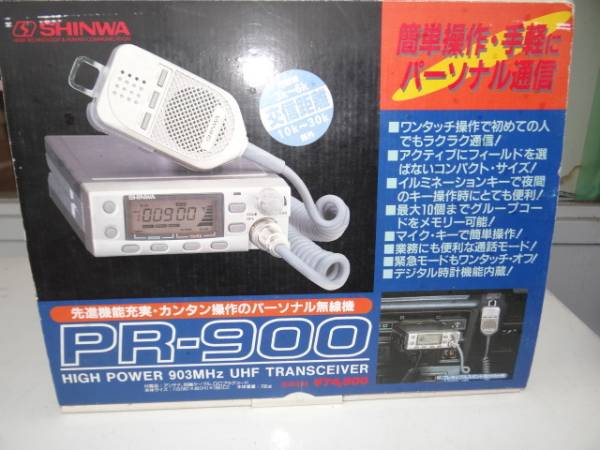 SHINWA
簡単操作・手軽に
パーソナル通信
交信距離
10k〜30k
■ワンタッチ操作で初めての人
でもラクラク通信!
■アクティブにフィールドを選
ばないコンパクト・サイズ!
■イルミネーションキーで夜間
のキー操作時にとても便利!
■最大10個までグループコー
ドをメモリー可能!
■マイク・キーで簡単操作!
■業務にも便利な通話モード!
■緊急モードもワンタッチ・オフ!
■デジタル時計機能内蔵!
SHINWA
SHINWA
00900
先進機能充実・カンタン操作のパーソナル無線機
PR-900
HIGH POWER 903MHz UHF TRANSCEIVER